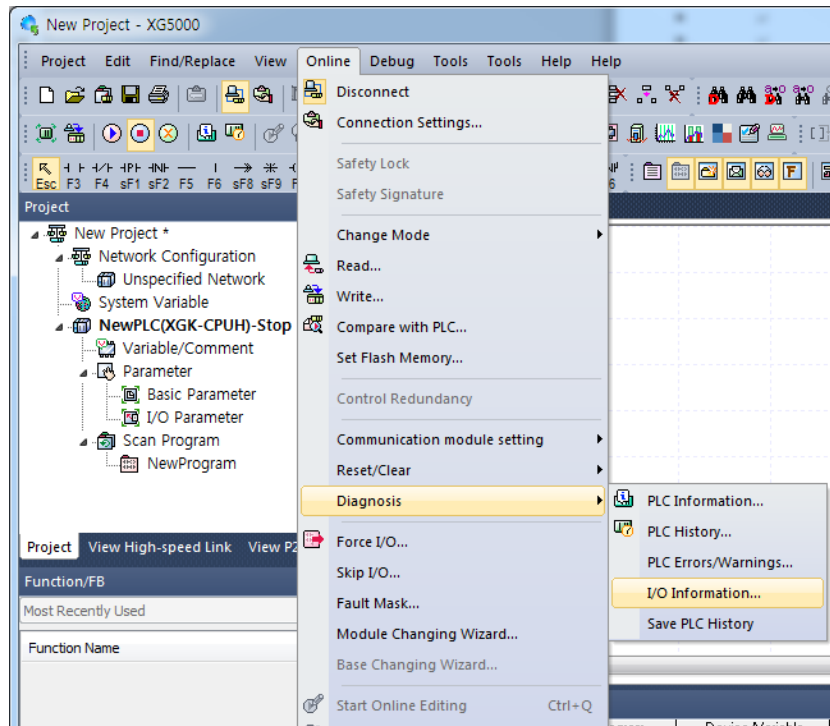 New Project - XG5000
Project Edit Find/Replace View Online Debug Tools Tools Help Help
Esc F3 F4 sF1 sF2 F5 F6 sF8 sF9
Project
New Project *
Network Configuration
Unspecified Network
System Variable
NewPLC(XGK-CPUH)-Stop
Variable/Comment
Parameter
Basic Parameter
I/O Parameter
Scan Program
NewProgram
Project View High-speed Link View P2
Function/FB
Most Recently Used
Function Name
Disconnect
Connection Settings...
Safety Lock
Safety Signature
Change Mode
Read...
Write...
Compare with PLC...
Set Flash Memory...
Control Redundancy
Communication module setting
Reset/Clear
Diagnosis
Force I/O...
Skip I/O...
Fault Mask...
Module Changing Wizard...
Base Changing Wizard...
Start Online Editing Ctrl+Q
PLC Information...
PLC History...
PLC Errors/Warnings...
I/O Information...
Save PLC History